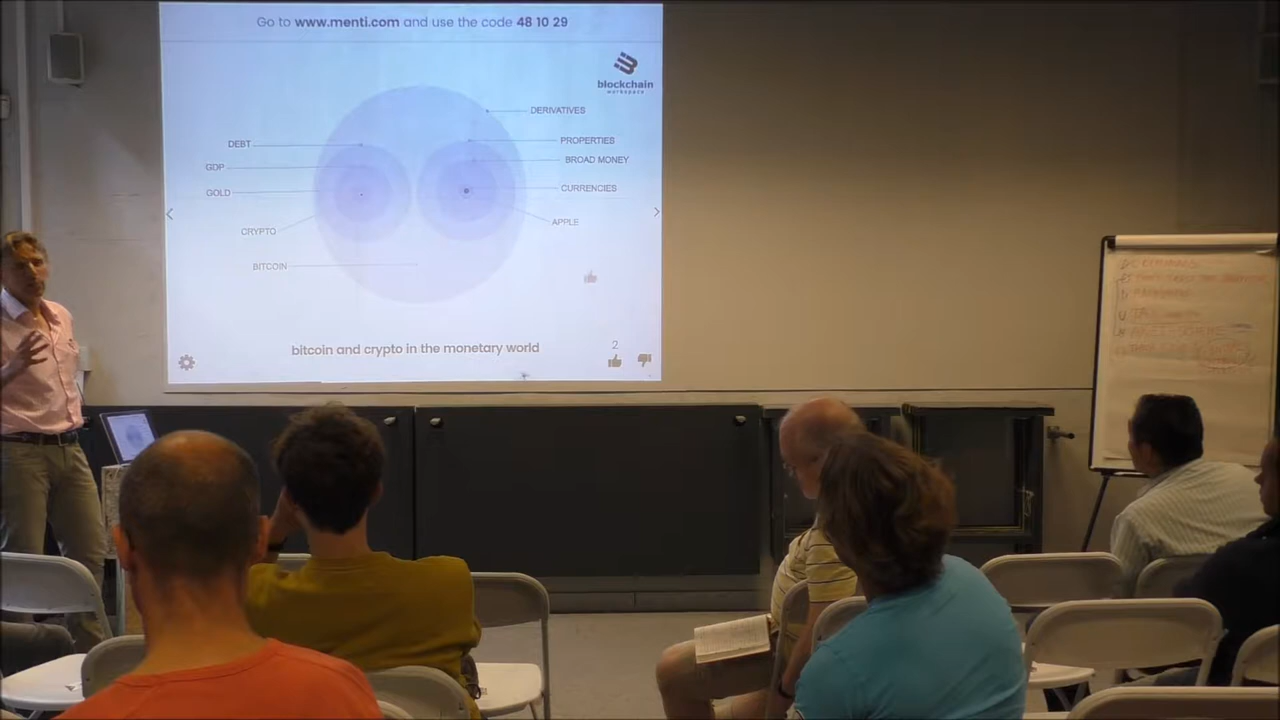 Go to www.menti.com and use the code 48 10 29
blockchain
workspace
DERIVATIVES
DEBT
PROPERTIES
BROAD MONEY
GDP
GOLD
CURRENCIES
APPLE
CRYPTO
BITCOIN
2
bitcoin and crypto in the monetary world